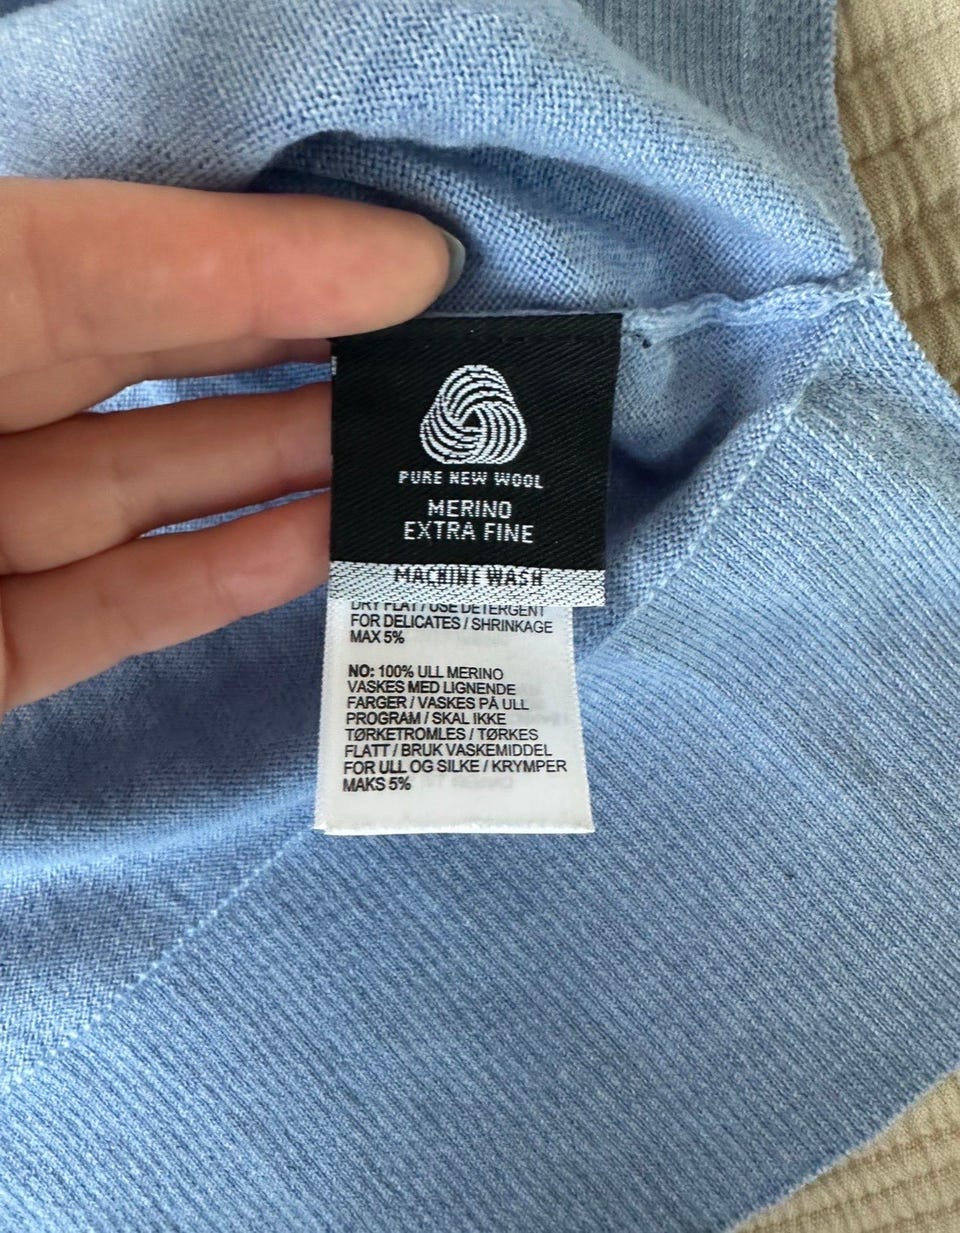 PURE NEW WOOL
MERINO
EXTRA FINE
MACHINE WASH
DRY FLAT / USE DETERGENT
FOR DELICATES / SHRINKAGE
MAX 5%
NO: 100% ULL MERINO
VASKES MED LIGNENDE
FARGER / VASKES PÅ ULL
PROGRAM / SKAL IKKE
TØRKETROMLES / TØRKES
FLATT / BRUK VASKEMIDDEL
FOR ULL OG SILKE / KRYMPER
MAKS 5%